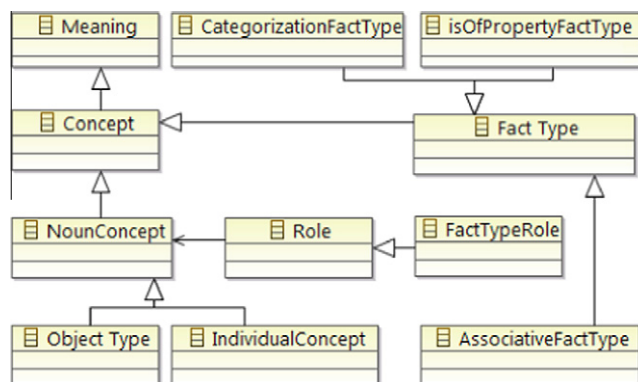 Meaning
CategorizationFactType
isOfPropertyFactType
Concept
Fact Type
NounConcept
Role
FactTypeRole
Object Type
IndividualConcept
AssociativeFactType